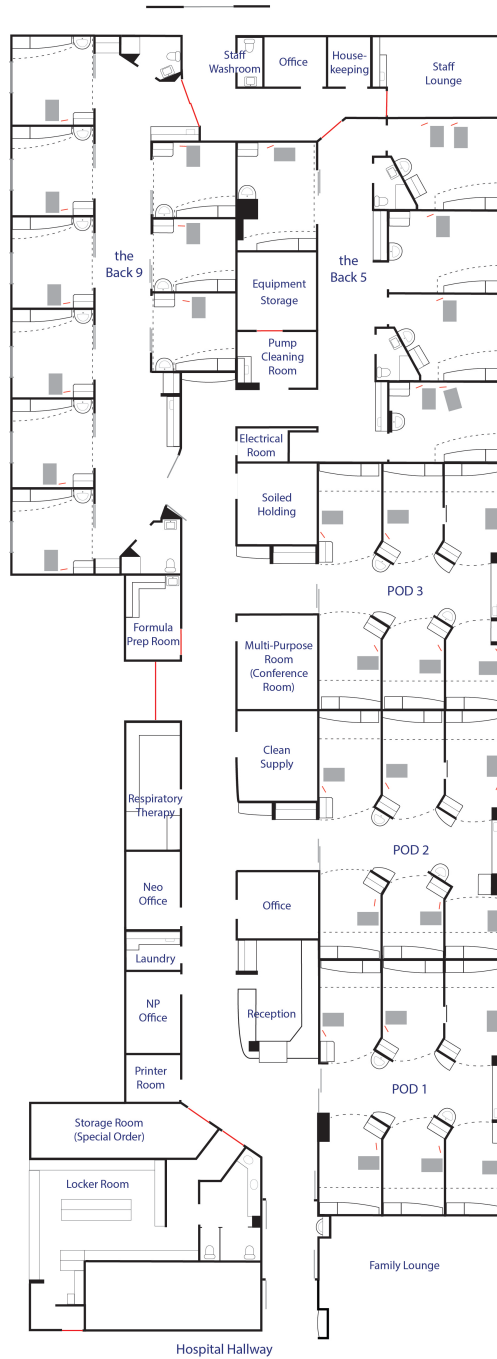 Staff
Washroom
Office
House-
keeping
Staff
Lounge
the
Back 9
the
Back 5
Equipment
Storage
Pump
Cleaning
Room
Electrical
Room
Soiled
Holding
POD 3
Formula
Prep Room
Multi-Purpose
Room
(Conference
Room)
Clean
Supply
Respiratory
Therapy
POD 2
Neo
Office
Office
Laundry
NP
Office
Reception
Printer
Room
POD 1
Storage Room
(Special Order)
Locker Room
Family Lounge
Hospital Hallway